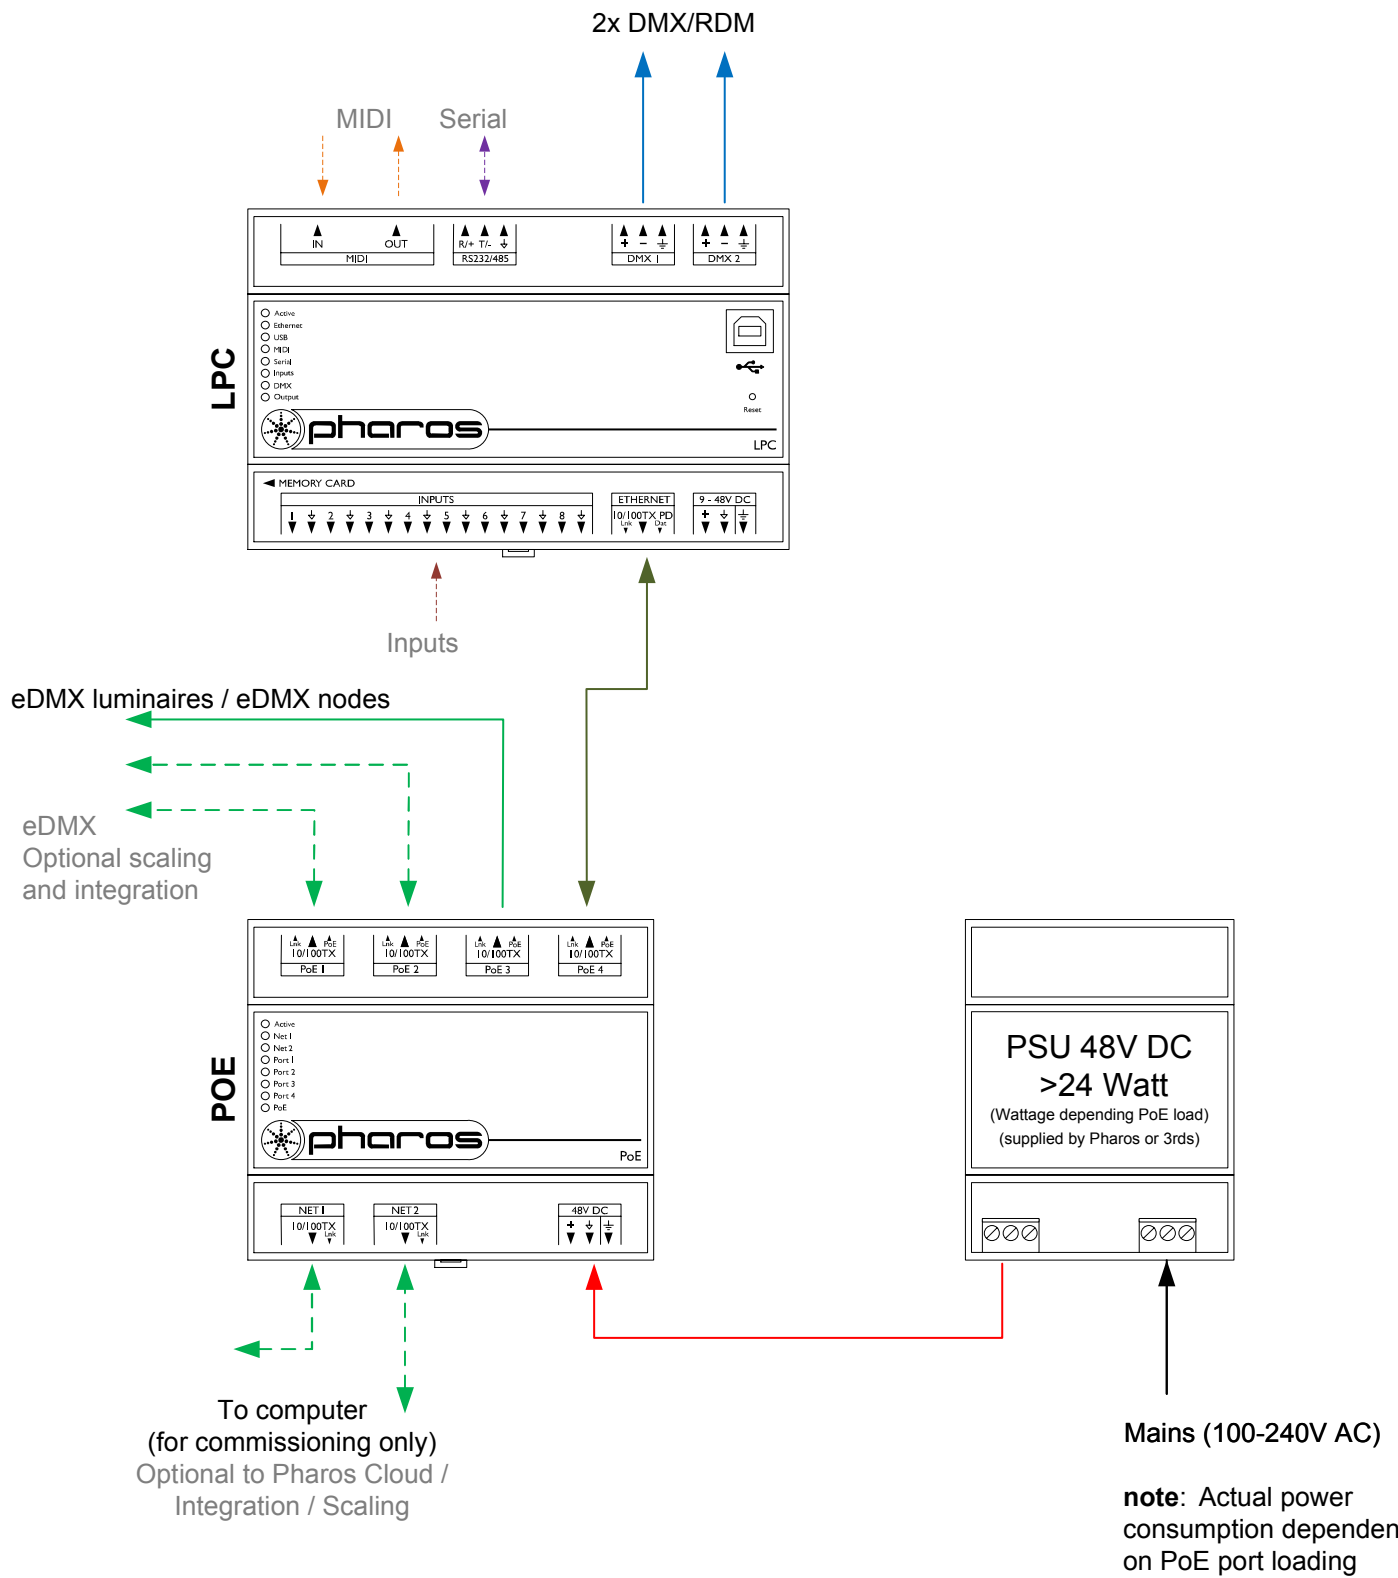 2x DMX/RDM
MIDI
Serial
IN
OUT
MIDI
R/+ T/-
RS232/485
+ -
DMX 1
+ -
DMX 2
LPC
Active
Ethernet
USB
MIDI
Serial
Inputs
DMX
Output
Reset
pharos
LPC
MEMORY CARD
INPUTS
1 2 3 4 5 6 7 8
ETHERNET
10/100TX PD
Lnk Dat
9 - 48V DC
+
Inputs
eDMX luminaires / eDMX nodes
eDMX
Optional scaling
and integration
Lnk PoE
10/100TX
PoE 1
Lnk PoE
10/100TX
PoE 2
Lnk PoE
10/100TX
PoE 3
Lnk PoE
10/100TX
PoE 4
POE
Active
Net 1
Net 2
Port 1
Port 2
Port 3
Port 4
PoE
pharos
PoE
NET 1
10/100TX
Lnk
NET 2
10/100TX
Lnk
48V DC
+
PSU 48V DC
>24 Watt
(Wattage depending PoE load)
(supplied by Pharos or 3rds)
To computer
(for commissioning only)
Optional to Pharos Cloud /
Integration / Scaling
Mains (100-240V AC)
note: Actual power
consumption dependen
on PoE port loading